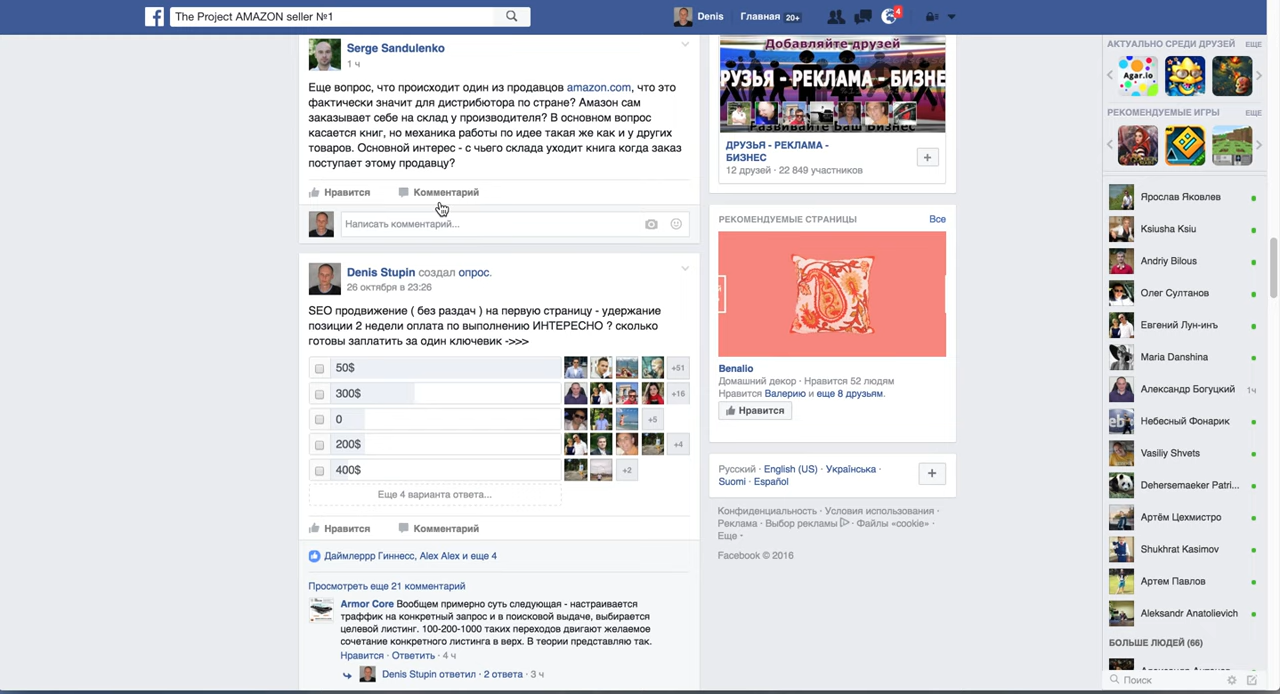 The Project AMAZON seller №1
Denis
Главная 20+
4
Serge Sandulenko
1 ч
Еще вопрос, что происходит один из продавцов amazon.com, что это
фактически значит для дистрибютора по стране? Амазон сам
заказывает себе на склад у производителя? В основном вопрос
касается книг, но механика работы по идее такая же как и у других
товаров. Основной интерес - с чьего склада уходит книга когда заказ
поступает этому продавцу?
Нравится
Комментарий
Написать комментарий...
Denis Stupin создал опрос.
26 октября в 23:26
SEO продвижение ( без раздач ) на первую страницу - удержание
позиции 2 недели оплата по выполнению ИНТЕРЕСНО ? сколько
готовы заплатить за один ключевик ->>>
50$
+51
300$
+16
0
+5
200$
+4
400$
+2
Еще 4 варианта ответа...
Нравится
Комментарий
Даймлеррр Гиннесс, Alex Alex и еще 4
Просмотреть еще 21 комментарий
Armor Core Вообщем примерно суть следующая - настраивается
траффик на конкретный запрос и в поисковой выдаче, выбирается
целевой листинг. 100-200-1000 таких переходов двигают желаемое
сочетание конкретного листинга в верх. В теории представляю так.
Нравится · Ответить · 4 ч
Denis Stupin ответил · 2 ответа · 3 ч
Добавляйте друзей
РУЗЬЯ - РЕКЛАМА - БИЗНЕ
Развивайте Ваш Бизнес
ДРУЗЬЯ - РЕКЛАМА -
БИЗНЕС
12 друзей · 22 849 участников
РЕКОМЕНДУЕМЫЕ СТРАНИЦЫ
Все
Benalio
Домашний декор · Нравится 52 людям
Нравится Валерию и еще 8 друзьям.
Нравится
Русский · English (US) · Українська ·
Suomi · Español
Конфиденциальность · Условия использования ·
Реклама · Выбор рекламы · Файлы «cookie» ·
Еще
Facebook © 2016
АКТУАЛЬНО СРЕДИ ДРУЗЕЙ
ЕЩЕ
Agar.io
РЕКОМЕНДУЕМЫЕ ИГРЫ
ЕЩЕ
Ярослав Яковлев
Ksiusha Ksiu
Andriy Bilous
Олег Султанов
Евгений Лун-инъ
Maria Danshina
Александр Богуцкий
1ч
Небесный Фонарик
Vasiliy Shvets
Dehersemaeker Patri...
Артём Цехмистро
Shukhrat Kasimov
Артем Павлов
Aleksandr Anatolievich
БОЛЬШЕ ЛЮДЕЙ (66)
Поиск